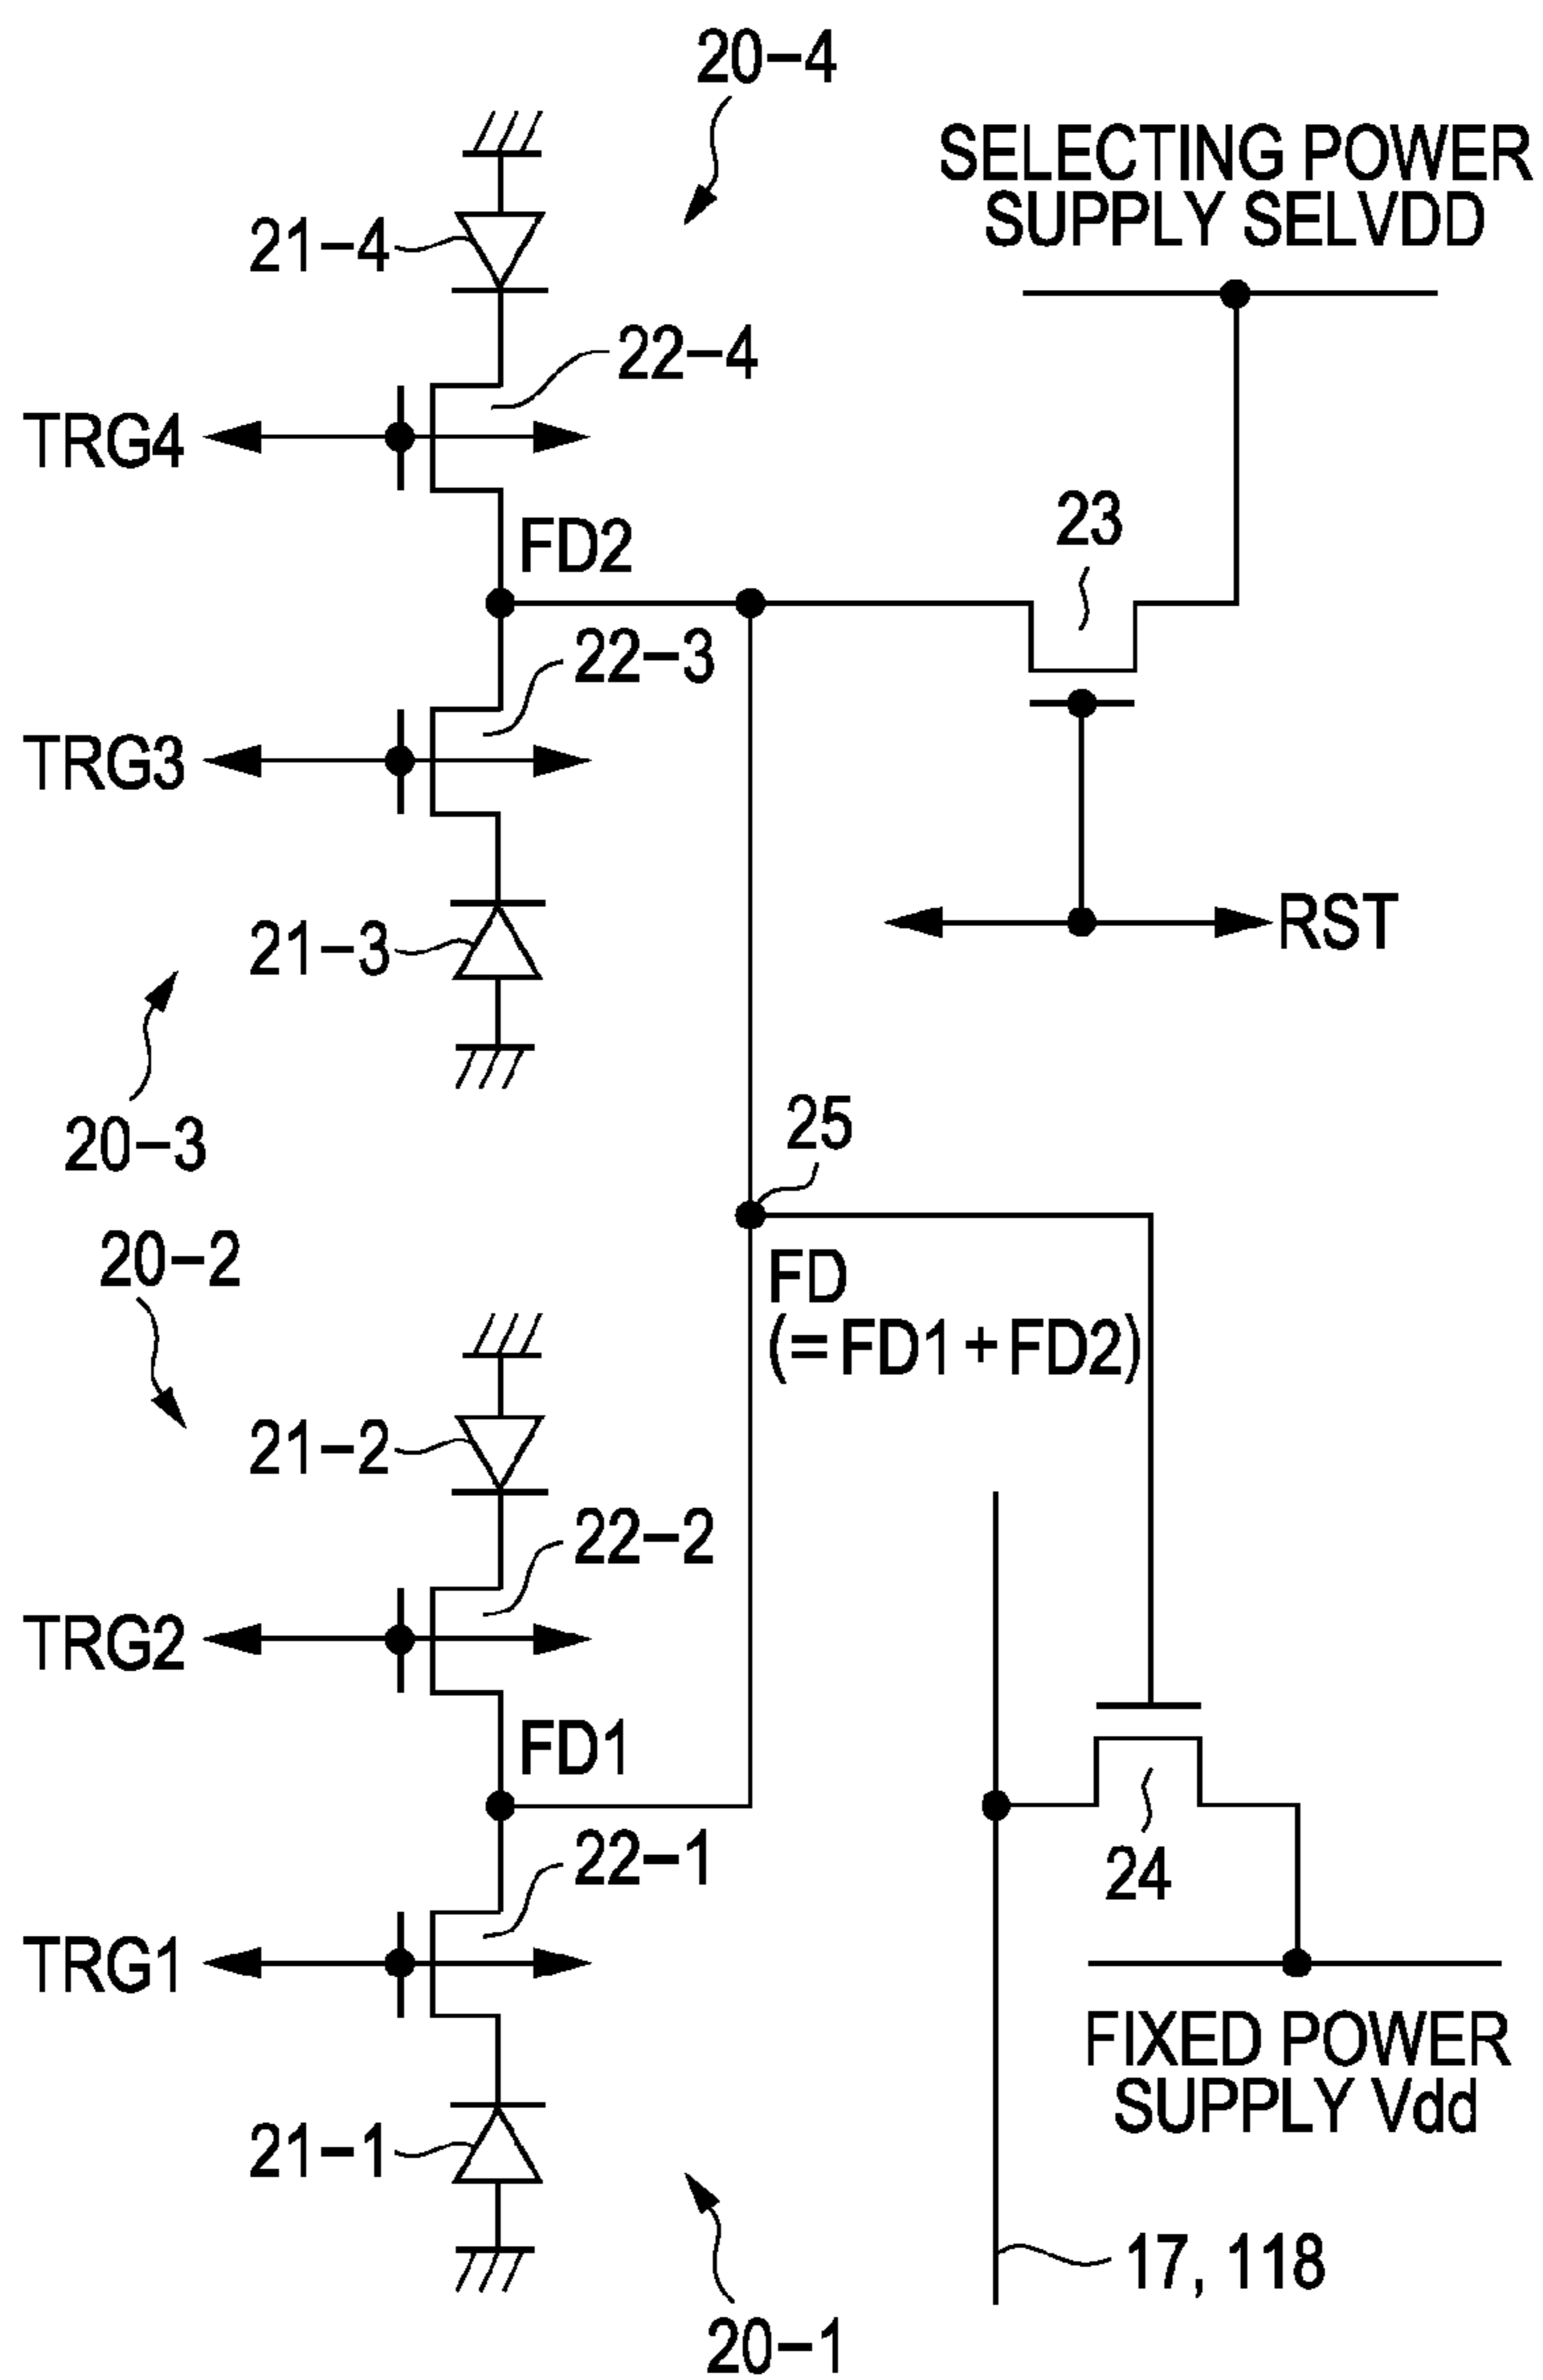 20-4
SELECTING POWER
SUPPLY SELVDD
21-4
22-4
TRG4
23
FD2
22-3
TRG3
21-3
RST
25
20-3
20-2
FD
(=FD1+FD2)
21-2
22-2
TRG2
FD1
22-1
24
TRG1
FIXED POWER
SUPPLY Vdd
21-1
17, 118
20-1